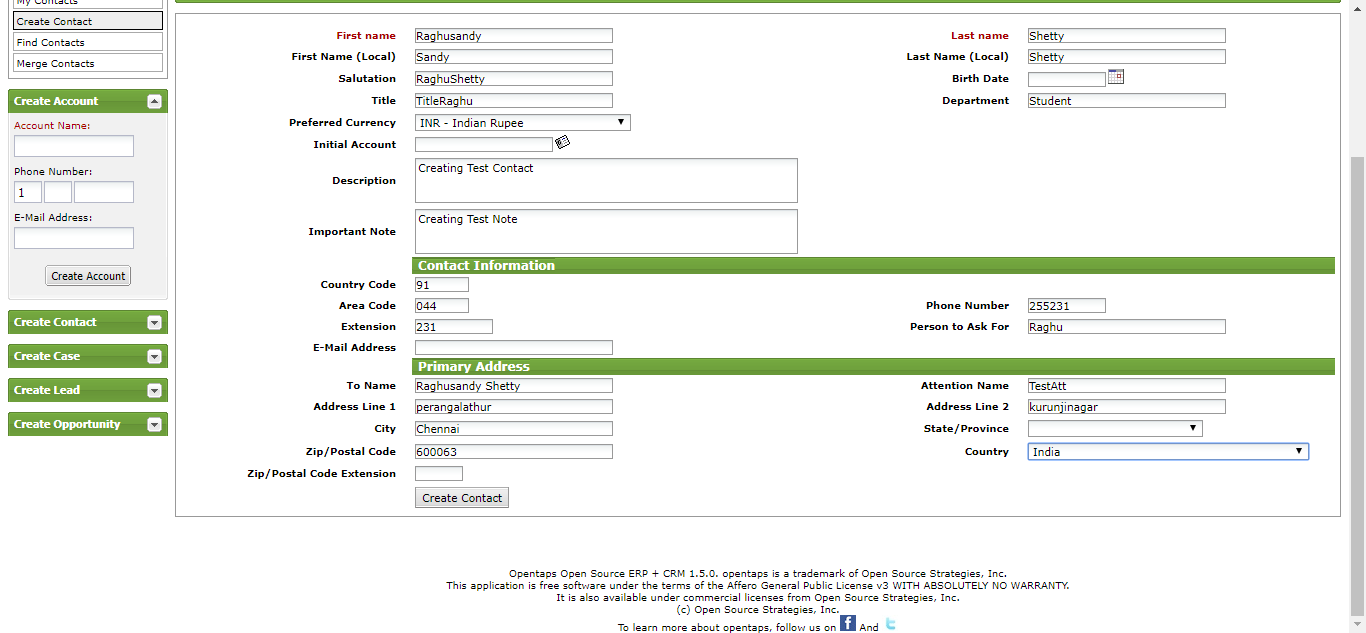 My Contacts
Create Contact
Find Contacts
Merge Contacts
Create Account
Account Name:
Phone Number:
1
E-Mail Address:
Create Account
Create Contact
Create Case
Create Lead
Create Opportunity
First name Raghusandy Last name Shetty
First Name (Local) Sandy Last Name (Local) Shetty
Salutation RaghuShetty Birth Date
Title TitleRaghu Department Student
Preferred Currency INR - Indian Rupee
Initial Account
Description Creating Test Contact
Important Note Creating Test Note
Contact Information
Country Code 91
Area Code 044 Phone Number 255231
Extension 231 Person to Ask For Raghu
E-Mail Address
Primary Address
To Name Raghusandy Shetty Attention Name TestAtt
Address Line 1 perangalathur Address Line 2 kurunjinagar
City Chennai State/Province
Zip/Postal Code 600063 Country India
Zip/Postal Code Extension
Create Contact
Opentaps Open Source ERP + CRM 1.5.0. opentaps is a trademark of Open Source Strategies, Inc.
This application is free software under the terms of the Affero General Public License v3 WITH ABSOLUTELY NO WARRANTY.
It is also available under commercial licenses from Open Source Strategies, Inc.
(c) Open Source Strategies, Inc.
To learn more about opentaps, follow us on f And t